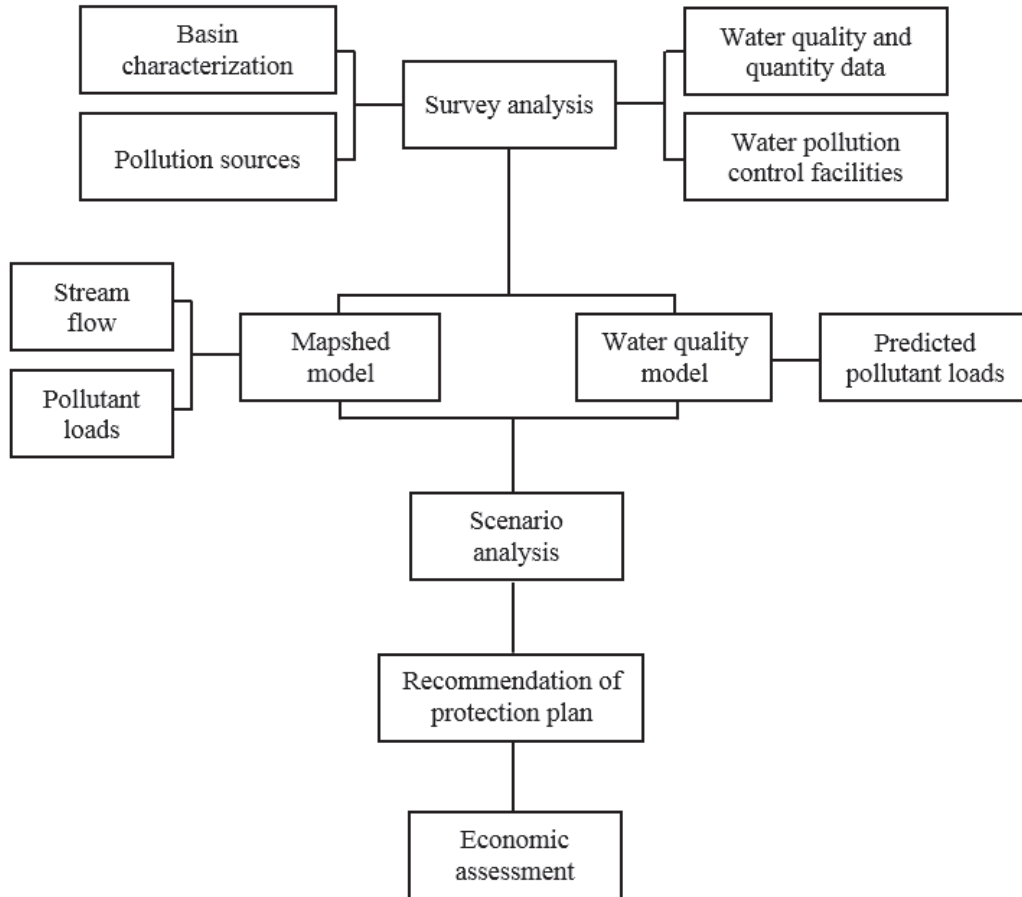 Basin
characterization
Pollution sources
Survey analysis
Water quality and
quantity data
Water pollution
control facilities
Stream
flow
Pollutant
loads
Mapshed
model
Water quality
model
Predicted
pollutant loads
Scenario
analysis
Recommendation of
protection plan
Economic
assessment